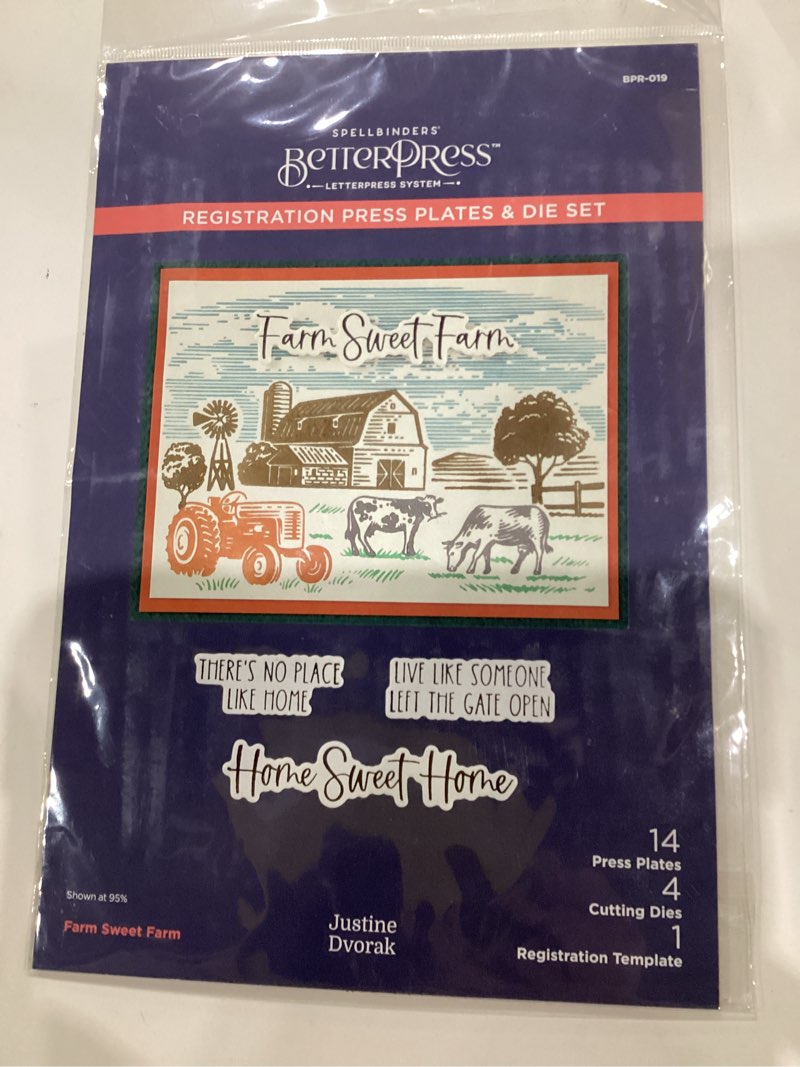 BPR-019
SPELLBINDERS®
BETTERPRESS™
LETTERPRESS SYSTEM
REGISTRATION PRESS PLATES & DIE SET
Farm Sweet Farm
THERE'S NO PLACE
LIKE HOME
LIVE LIKE SOMEONE
LEFT THE GATE OPEN
Home Sweet Home
14
Press Plates
4
Cutting Dies
1
Registration Template
Shown at 95%
Farm Sweet Farm
Justine
Dvorak